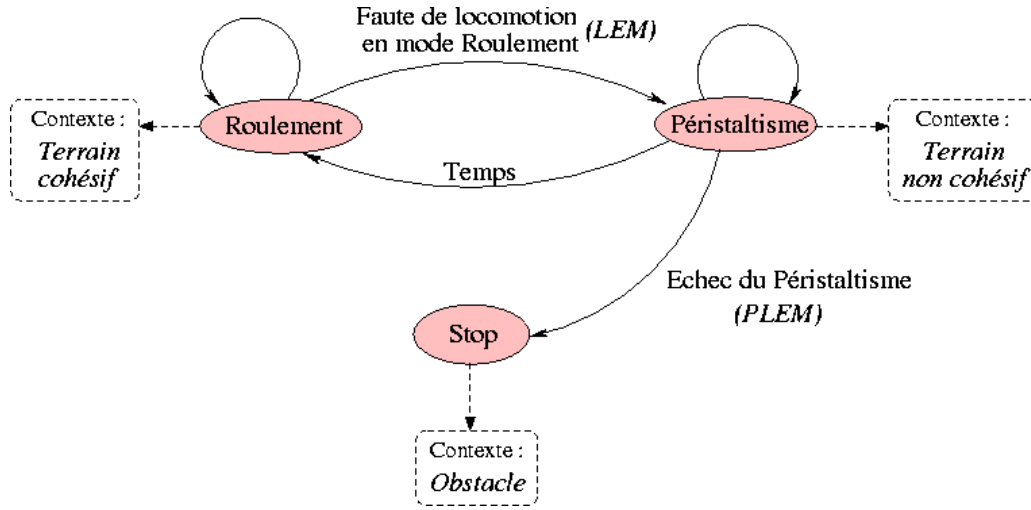 Faute de locomotion
en mode Roulement (LEM)
Contexte :
Terrain
cohésif
Roulement
Péristaltisme
Contexte :
Terrain
non cohésif
Temps
Echec du Péristaltisme
(PLEM)
Stop
Contexte :
Obstacle